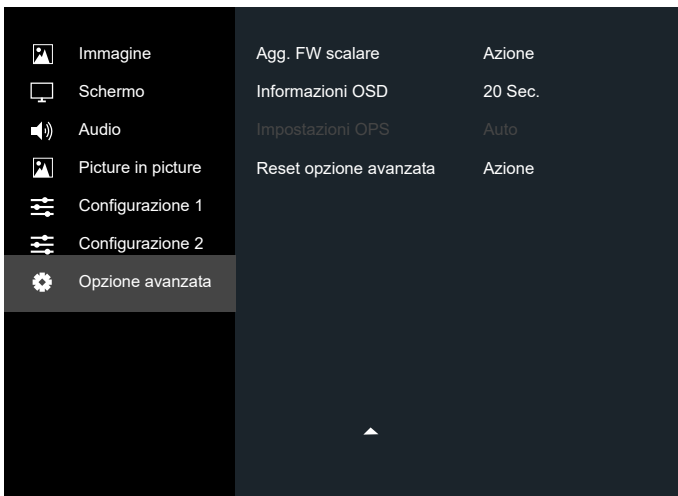 Immagine
Schermo
Audio
Picture in picture
Configurazione 1
Configurazione 2
Opzione avanzata
Agg. FW scalare Azione
Informazioni OSD 20 Sec.
Impostazioni OPS Auto
Reset opzione avanzata Azione